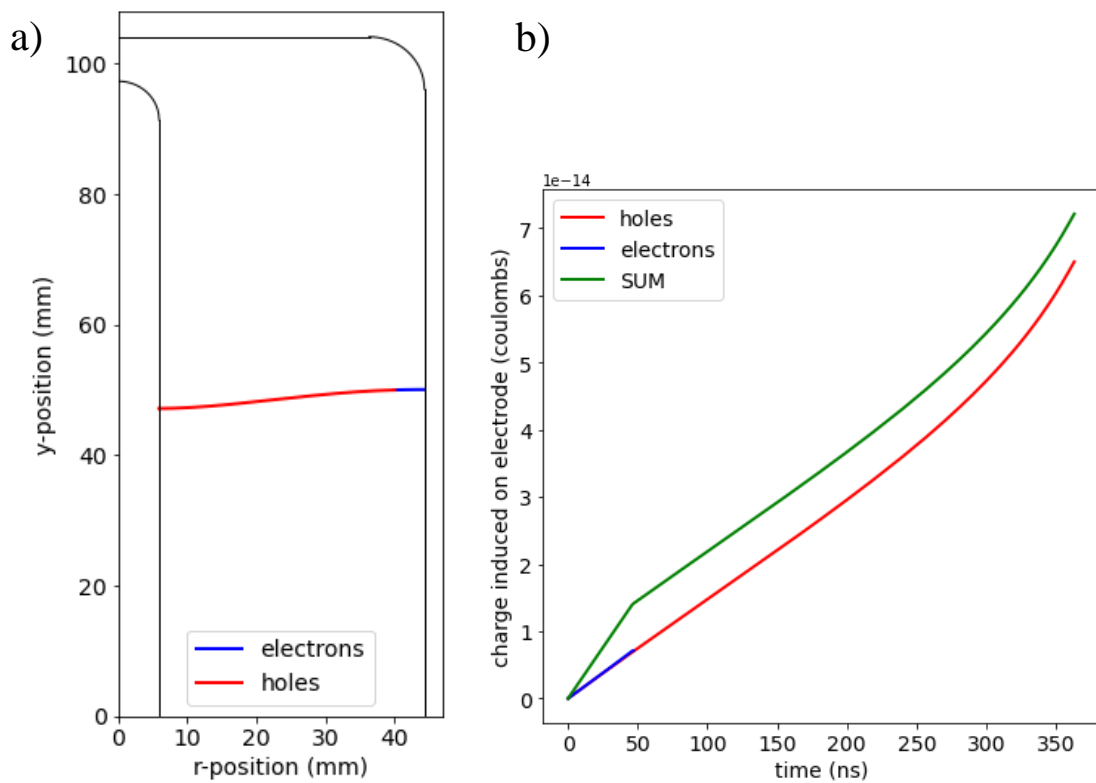 a)
100
80
60
40
20
0
y-position (mm)
electrons
holes
0 10 20 30 40
r-position (mm)
b)
1e−14
holes
electrons
SUM
7
6
5
4
3
2
1
0
charge induced on electrode (coulombs)
0 50 100 150 200 250 300 350
time (ns)